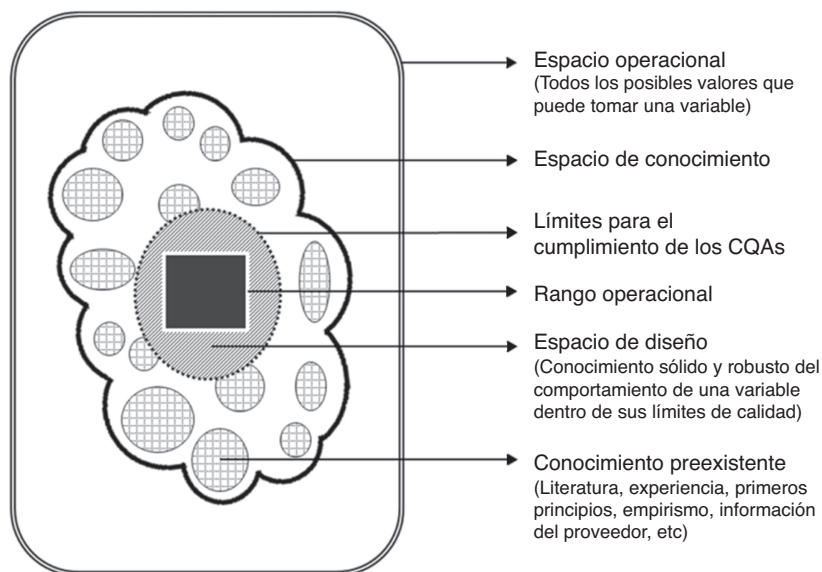 Espacio operacional
(Todos los posibles valores que
puede tomar una variable)
Espacio de conocimiento
Límites para el
cumplimiento de los CQAs
Rango operacional
Espacio de diseño
(Conocimiento sólido y robusto del
comportamiento de una variable
dentro de sus límites de calidad)
Conocimiento preexistente
(Literatura, experiencia, primeros
principios, empirismo, información
del proveedor, etc)